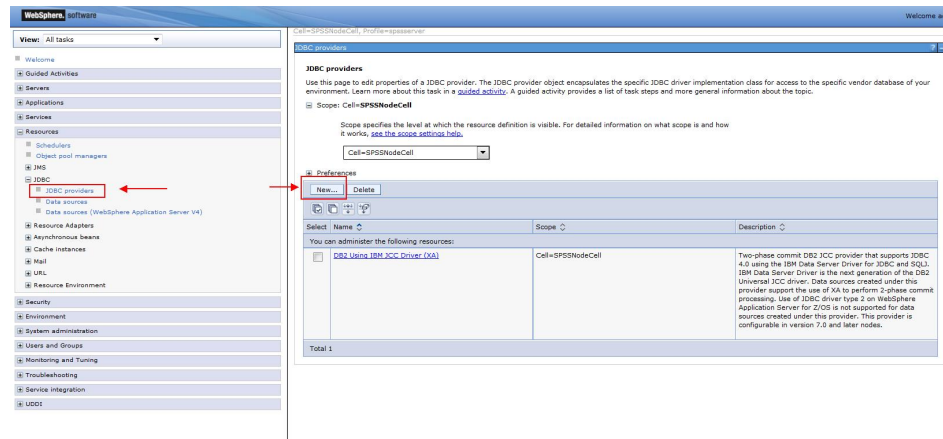 WebSphere. software
Welcome
View: All tasks
Welcome
Guided Activities
Servers
Applications
Services
Resources
Schedulers
Object pool managers
JMS
JDBC
JDBC providers
Data sources
Data sources (WebSphere Application Server V4)
Resource Adapters
Asynchronous beans
Cache instances
Mail
URL
Resource Environment
Security
Environment
System administration
Users and Groups
Monitoring and Tuning
Troubleshooting
Service integration
UDDI
Cell=SPSSNodeCell, Profile=spssserver
JDBC providers
JDBC providers
Use this page to edit properties of a JDBC provider. The JDBC provider object encapsulates the specific JDBC driver implementation class for access to the specific vendor database of your
environment. Learn more about this task in a guided activity. A guided activity provides a list of task steps and more general information about the topic.
Scope: Cell=SPSSNodeCell
Scope specifies the level at which the resource definition is visible. For detailed information on what scope is and how
it works, see the scope settings help.
Cell=SPSSNodeCell
Preferences
New... Delete
Select Name Scope Description
You can administer the following resources:
DB2 Using IBM JCC Driver (XA) Cell=SPSSNodeCell Two-phase commit DB2 JCC provider that supports JDBC
4.0 using the IBM Data Server Driver for JDBC and SQLJ.
IBM Data Server Driver is the next generation of the DB2
Universal JCC driver. Data sources created under this
provider support the use of XA to perform 2-phase commit
processing. Use of JDBC driver type 2 on WebSphere
Application Server for Z/OS is not supported for data
sources created under this provider. This provider is
configurable in version 7.0 and later nodes.
Total 1